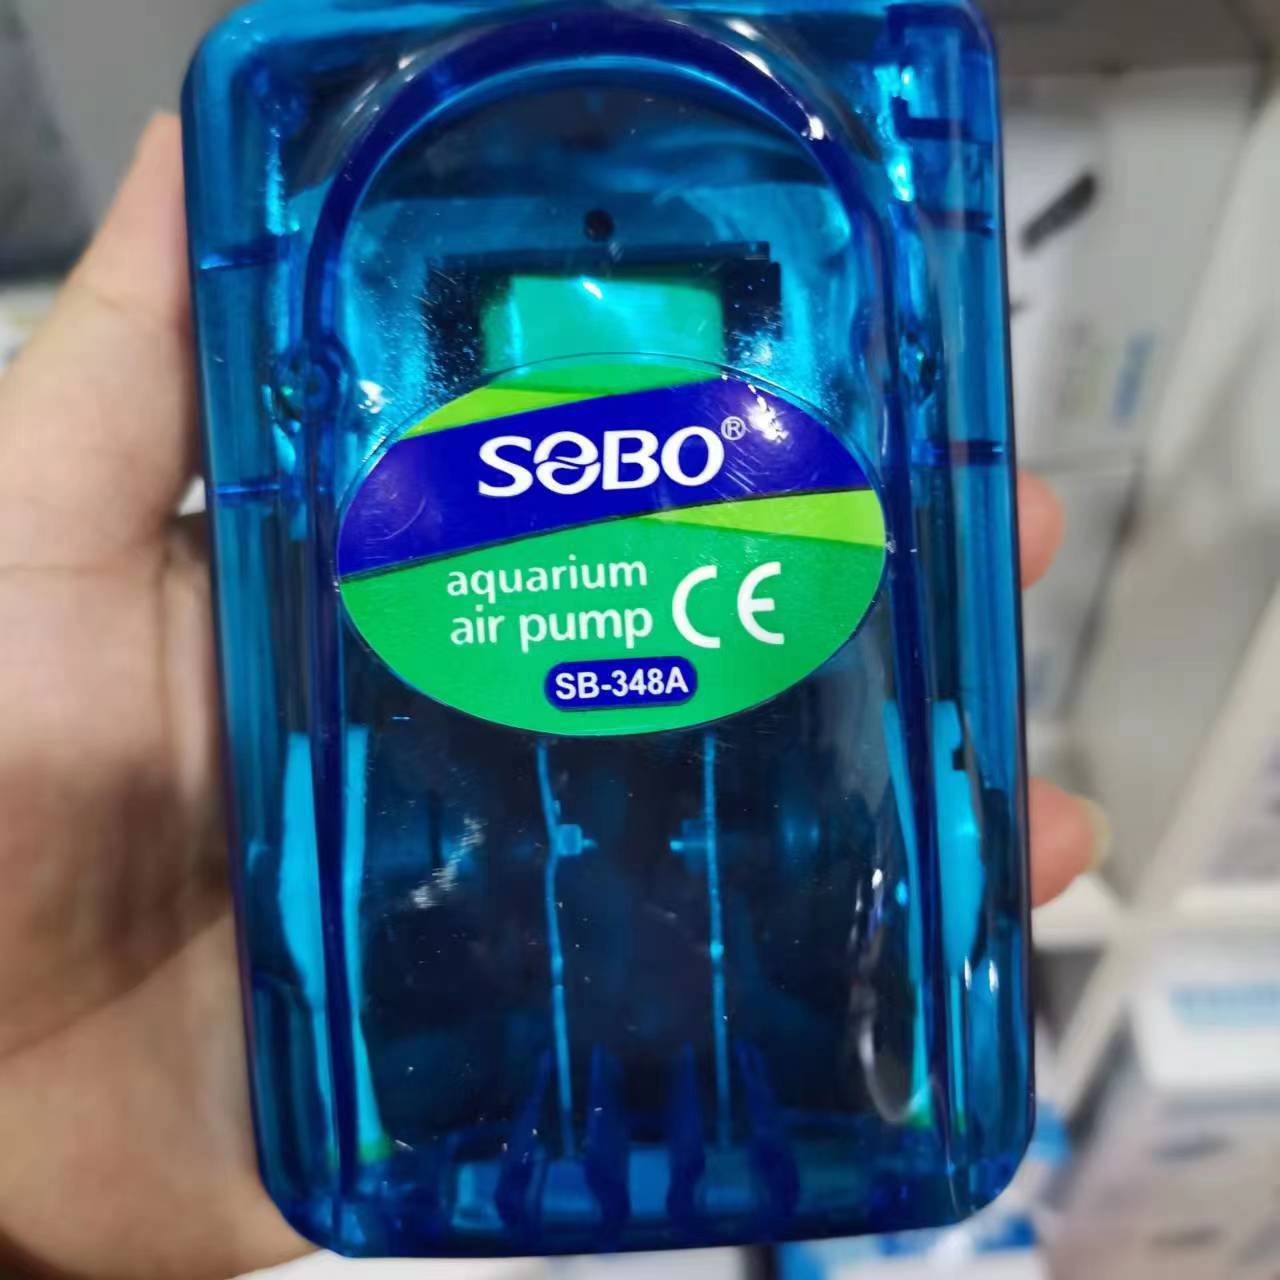 SOBO®
aquarium
air pump CE
SB-348A